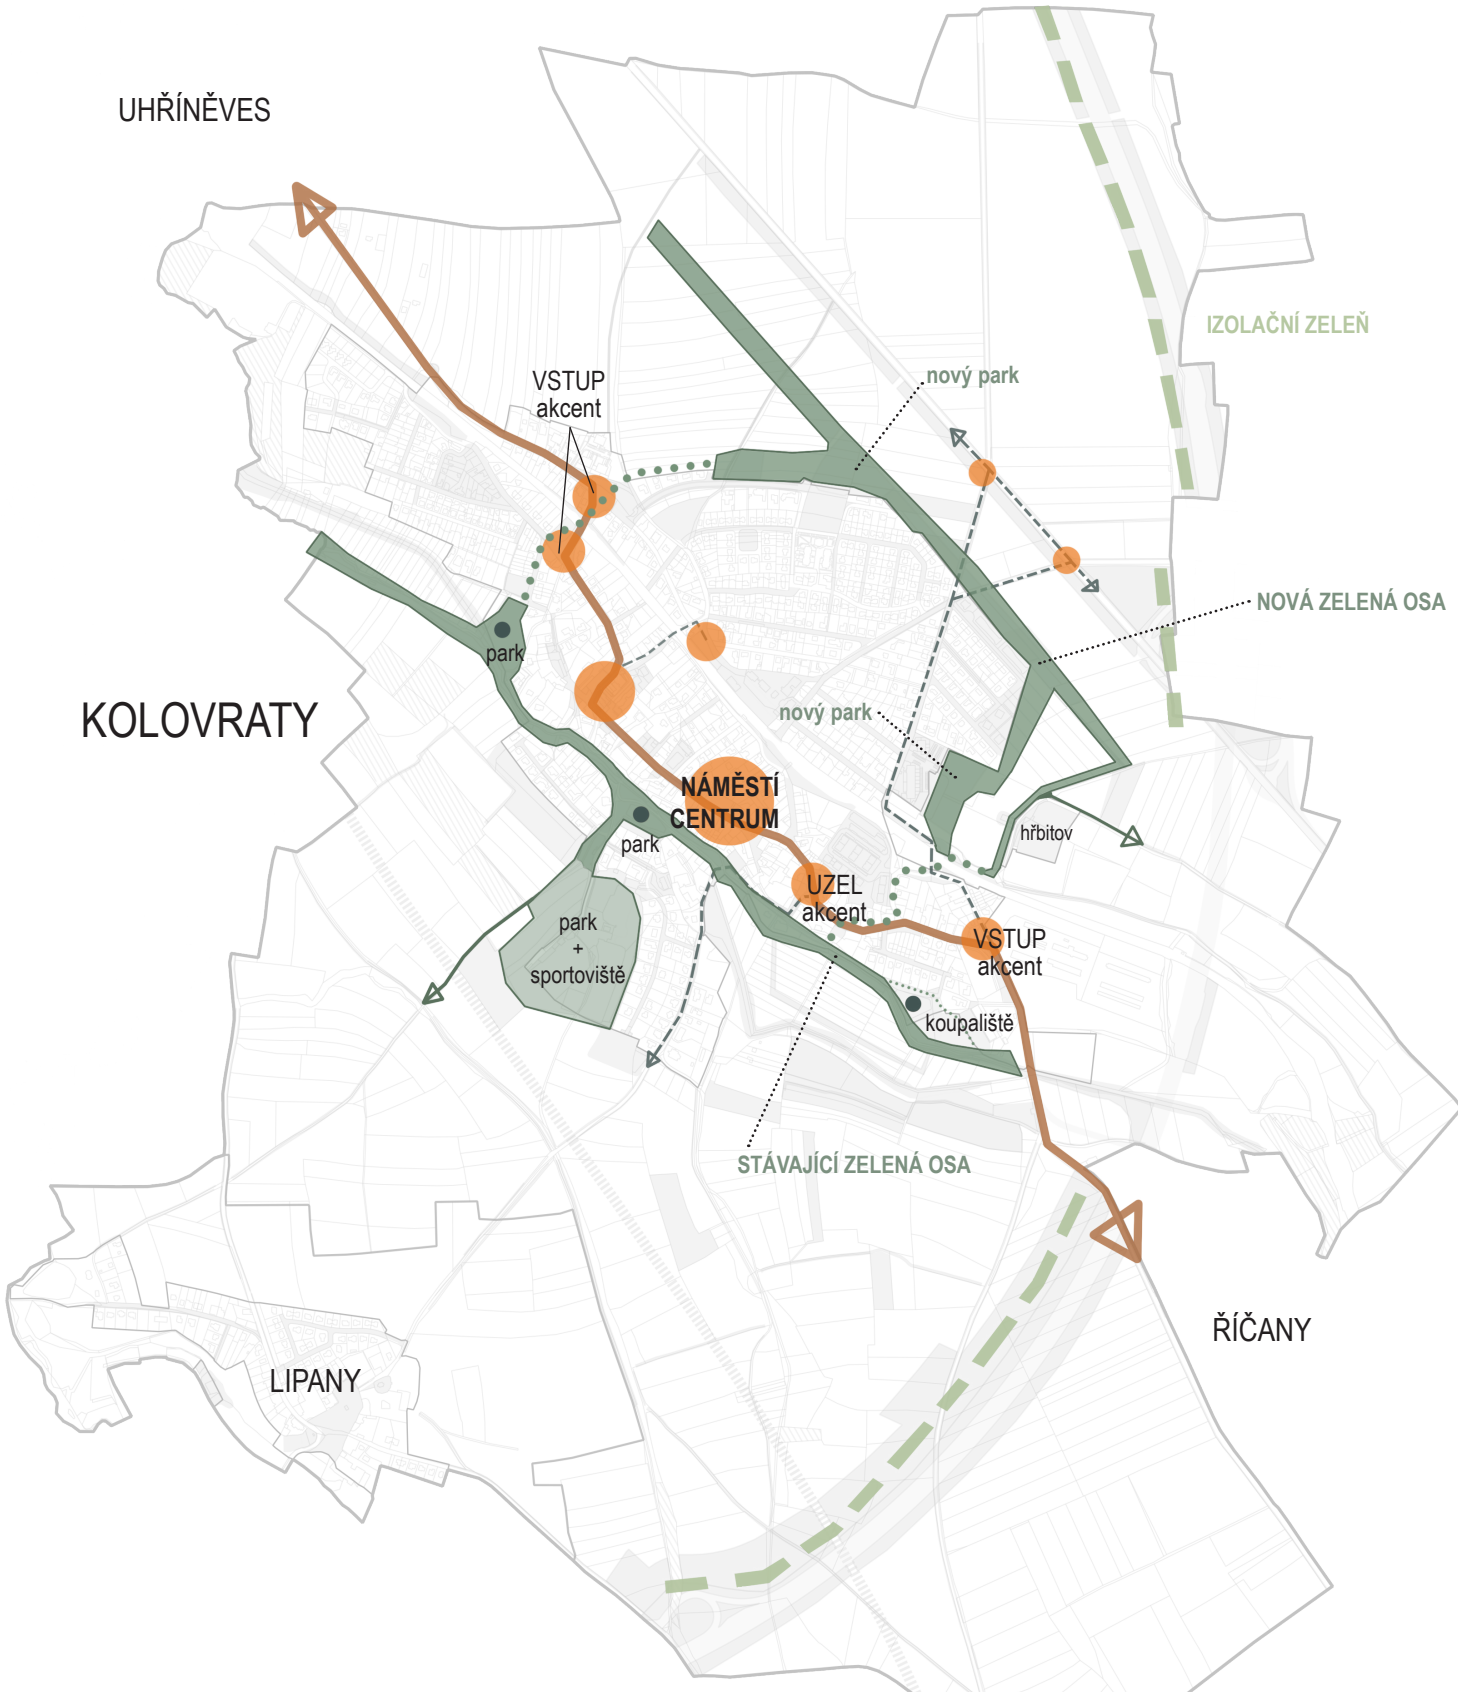 UHŘÍNĚVES
IZOLAČNÍ ZELEŇ
VSTUP
akcent
nový park
NOVÁ ZELENÁ OSA
park
KOLOVRATY
nový park
NÁMĚSTÍ
CENTRUM
park
hřbitov
UZEL
akcent
park
+
sportoviště
VSTUP
akcent
koupaliště
STÁVAJÍCÍ ZELENÁ OSA
ŘÍČANY
LIPANY